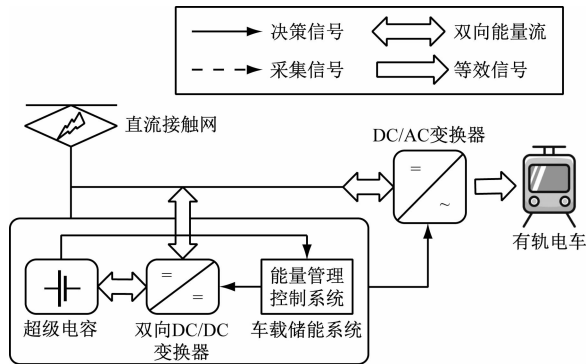 决策信号
双向能量流
采集信号
等效信号
直流接触网
DC/AC变换器
=
~
有轨电车
=
=
能量管理
控制系统
超级电容
双向DC/DC
变换器
车载储能系统